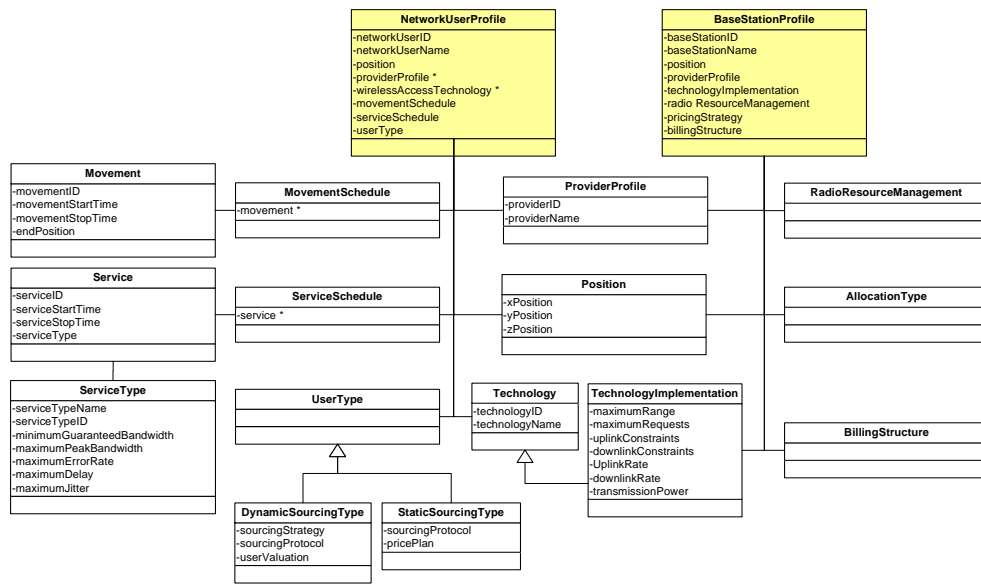 NetworkUserProfile
-networkUserID
-networkUserName
-position
-providerProfile *
-wirelessAccessTechnology *
-movementSchedule
-serviceSchedule
-userType
BaseStationProfile
-baseStationID
-baseStationName
-position
-providerProfile
-technologyImplementation
-radio ResourceManagement
-pricingStrategy
-billingStructure
Movement
-movementID
-movementStartTime
-movementStopTime
-endPosition
MovementSchedule
-movement *
ProviderProfile
-providerID
-providerName
RadioResourceManagement
Service
-serviceID
-serviceStartTime
-serviceStopTime
-serviceType
ServiceSchedule
-service *
Position
-xPosition
-yPosition
-zPosition
AllocationType
ServiceType
-serviceTypeName
-serviceTypeID
-minimumGuaranteedBandwidth
-maximumPeakBandwidth
-maximumErrorRate
-maximumDelay
-maximumJitter
UserType
Technology
-technologyID
-technologyName
TechnologyImplementation
-maximumRange
-maximumRequests
-uplinkConstraints
-downlinkConstraints
-UplinkRate
-downlinkRate
-transmissionPower
BillingStructure
DynamicSourcingType
-sourcingStrategy
-sourcingProtocol
-userValuation
StaticSourcingType
-sourcingProtocol
-pricePlan